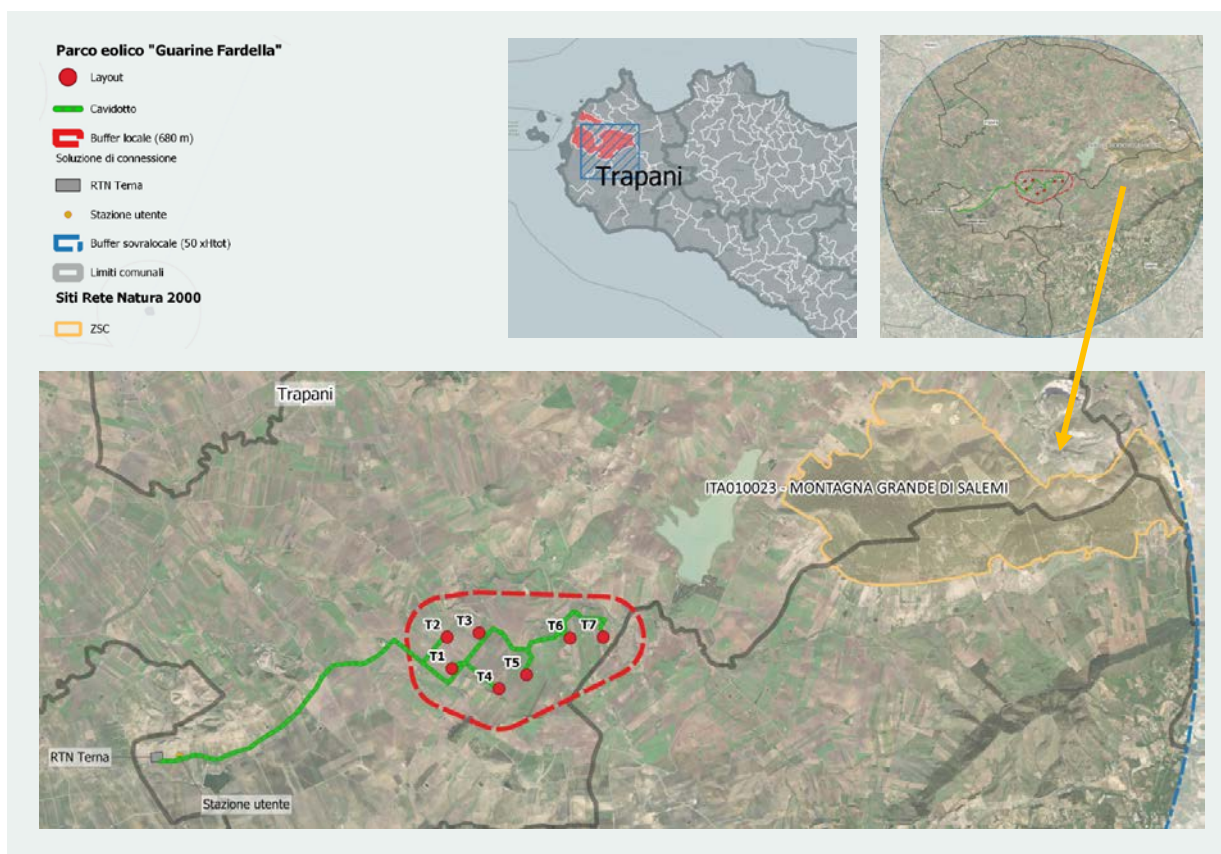 Parco eolico "Guarine Fardella"
Layout
Cavidotto
Buffer locale (680 m)
Soluzione di connessione
RTN Terna
Stazione utente
Buffer sovralocale (50 xHtot)
Limiti comunali
Siti Rete Natura 2000
ZSC
Trapani
Trapani
ITA010023 - MONTAGNA GRANDE DI SALEMI
T2
T3
T6
T7
T1
T5
T4
RTN Terna
Stazione utente